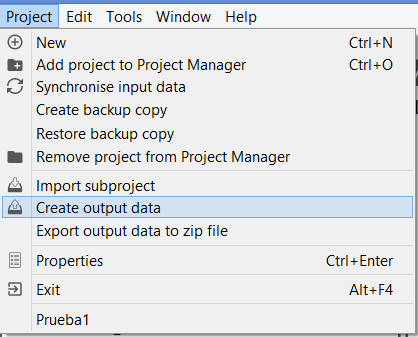 Project Edit Tools Window Help
New Ctrl+N
Add project to Project Manager Ctrl+O
Synchronise input data
Create backup copy
Restore backup copy
Remove project from Project Manager
Import subproject
Create output data
Export output data to zip file
Properties Ctrl+Enter
Exit Alt+F4
Prueba1